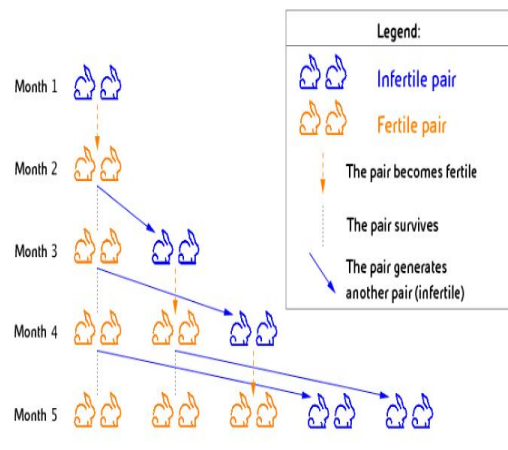 Legend:
Month 1
Infertile pair
Fertile pair
Month 2
The pair becomes fertile
The pair survives
Month 3
The pair generates
another pair (infertile)
Month 4
Month 5